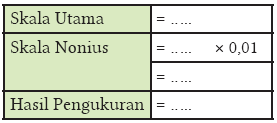 Skala Utama = .....
Skala Nonius = ..... × 0,01
= .....
Hasil Pengukuran = .....